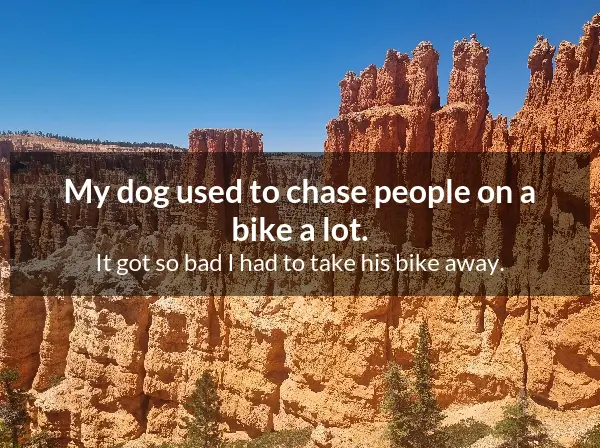 My dog used to chase people on a
bike a lot.
It got so bad I had to take his bike away.